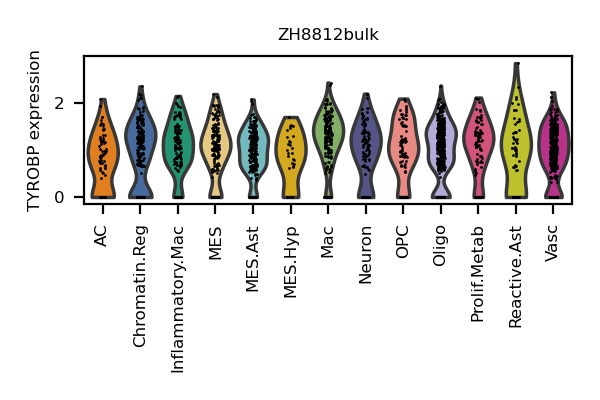 ZH8812bulk
TYROBP expression
2
0
AC
Chromatin.Reg
Inflammatory.Mac
MES
MES.Ast
MES.Hyp
Mac
Neuron
OPC
Oligo
Prolif.Metab
Reactive.Ast
Vasc